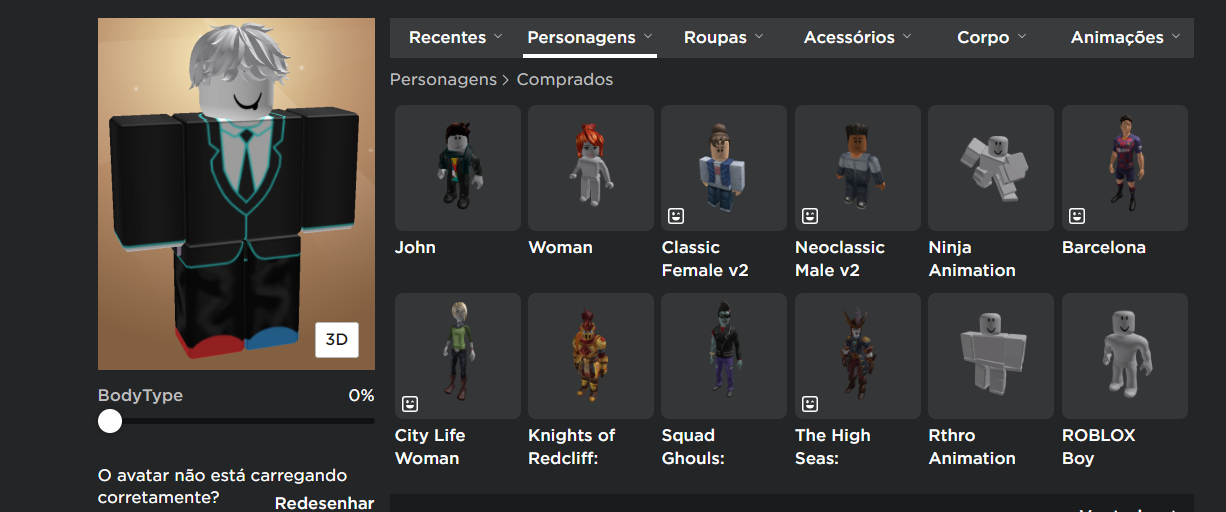 Recentes
Personagens
Roupas
Acessórios
Corpo
Animações
Personagens > Comprados
3D
BodyType 0%
O avatar não está carregando
corretamente?
Redesenhar
John
Woman
Classic
Female v2
Neoclassic
Male v2
Ninja
Animation
Barcelona
City Life
Woman
Knights of
Redcliff:
Squad
Ghouls:
The High
Seas:
Rthro
Animation
ROBLOX
Boy